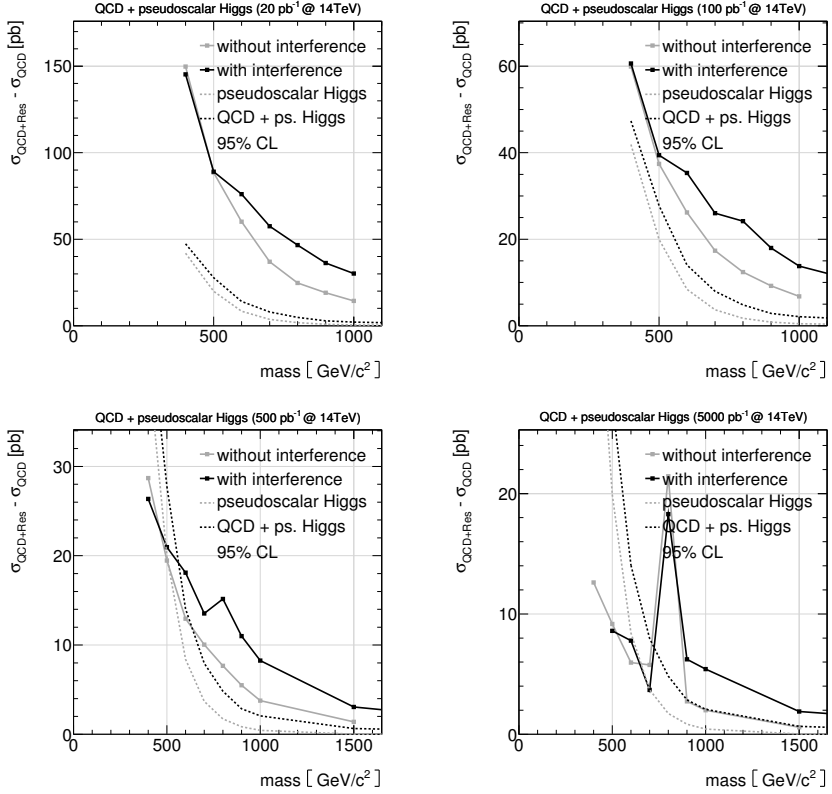 QCD + pseudoscalar Higgs (20 pb-1 @ 14TeV)
σQCD+Res - σQCD [pb]
without interference
with interference
pseudoscalar Higgs
QCD + ps. Higgs
95% CL
150
100
50
0
0 500 1000
mass [ GeV/c2 ]
QCD + pseudoscalar Higgs (100 pb-1 @ 14TeV)
σQCD+Res - σQCD [pb]
without interference
with interference
pseudoscalar Higgs
QCD + ps. Higgs
95% CL
60
40
20
0
0 500 1000
mass [ GeV/c2 ]
QCD + pseudoscalar Higgs (500 pb-1 @ 14TeV)
σQCD+Res - σQCD [pb]
without interference
with interference
pseudoscalar Higgs
QCD + ps. Higgs
95% CL
30
20
10
0
0 500 1000 1500
mass [ GeV/c2 ]
QCD + pseudoscalar Higgs (5000 pb-1 @ 14TeV)
σQCD+Res - σQCD [pb]
without interference
with interference
pseudoscalar Higgs
QCD + ps. Higgs
95% CL
20
10
0
0 500 1000 1500
mass [ GeV/c2 ]